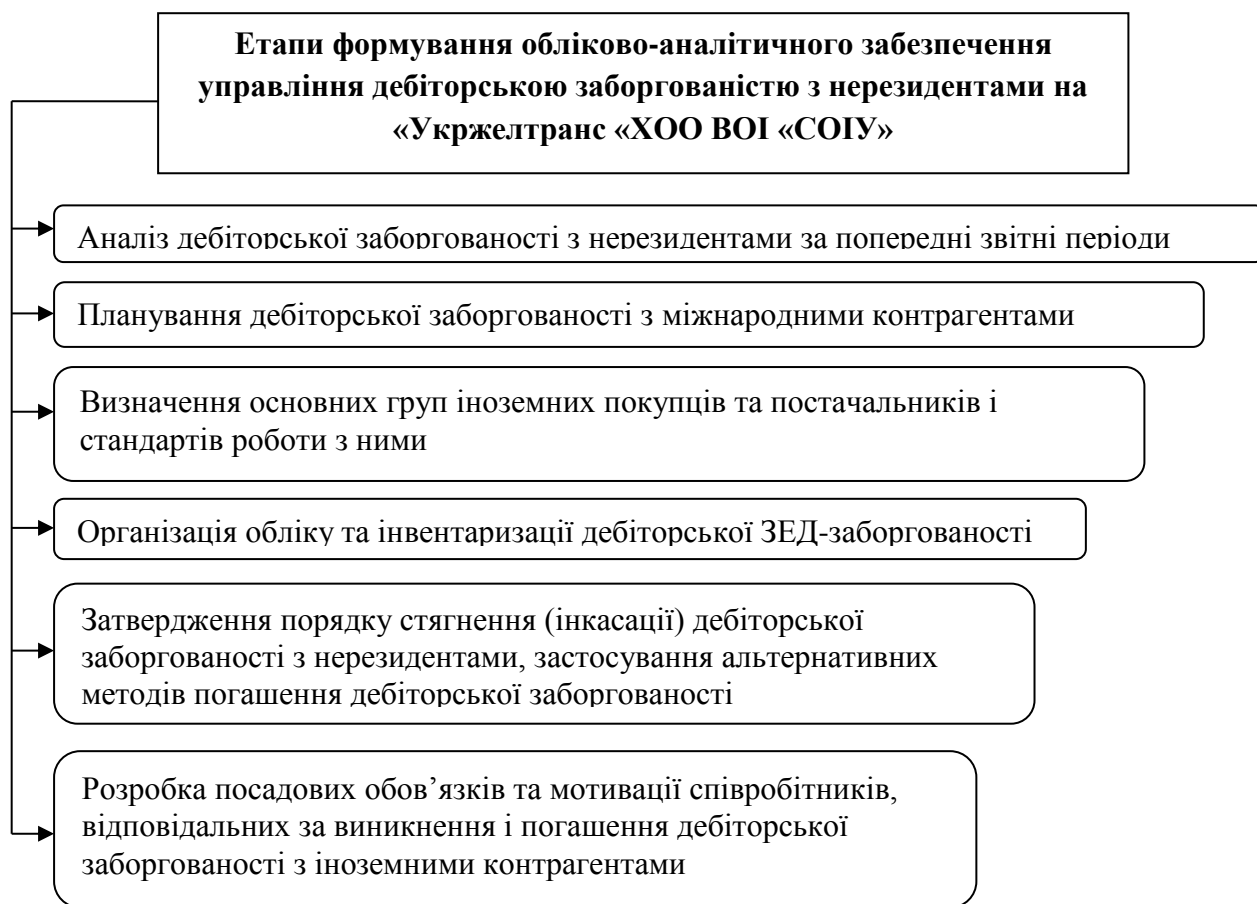 Етапи формування обліково-аналітичного забезпечення
управління дебіторською заборгованістю з нерезидентами на
«Укржелтранс «ХОО ВОІ «СОІУ»
Аналіз дебіторської заборгованості з нерезидентами за попередні звітні періоди
Планування дебіторської заборгованості з міжнародними контрагентами
Визначення основних груп іноземних покупців та постачальників і
стандартів роботи з ними
Організація обліку та інвентаризації дебіторської ЗЕД-заборгованості
Затвердження порядку стягнення (інкасації) дебіторської
заборгованості з нерезидентами, застосування альтернативних
методів погашення дебіторської заборгованості
Розробка посадових обов’язків та мотивації співробітників,
відповідальних за виникнення і погашення дебіторської
заборгованості з іноземними контрагентами